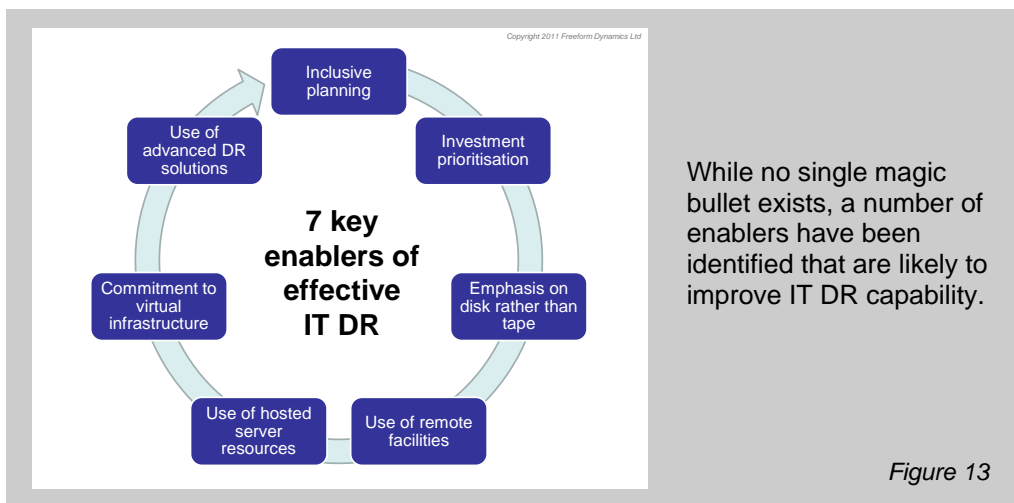 Copyright 2011 Freeform Dynamics Ltd
Inclusive
planning
Investment
prioritisation
Emphasis on
disk rather than
tape
Use of remote
facilities
Use of hosted
server
resources
Commitment to
virtual
infrastructure
Use of
advanced DR
solutions
7 key
enablers of
effective
IT DR
While no single magic
bullet exists, a number of
enablers have been
identified that are likely to
improve IT DR capability.
Figure 13